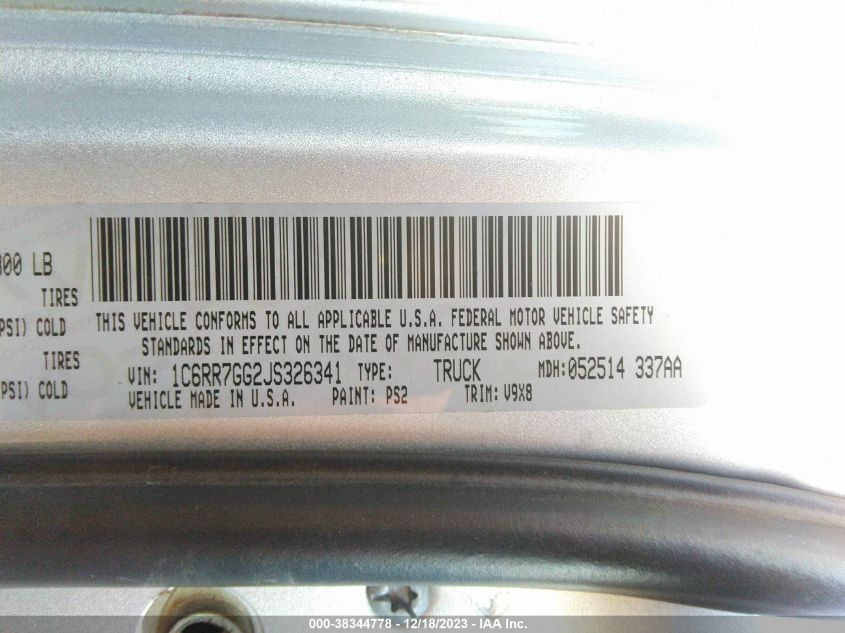 300 LB
TIRES
PSI) COLD
TIRES
PSI) COLD
THIS VEHICLE CONFORMS TO ALL APPLICABLE U.S.A. FEDERAL MOTOR VEHICLE SAFETY
STANDARDS IN EFFECT ON THE DATE OF MANUFACTURE SHOWN ABOVE.
VIN: 1C6RR7GG2JS326341 TYPE: TRUCK MDH:052514 337AA
VEHICLE MADE IN U.S.A. PAINT: PS2 TRIM: V9X8
000-38344778 - 12/18/2023 - IAA Inc.